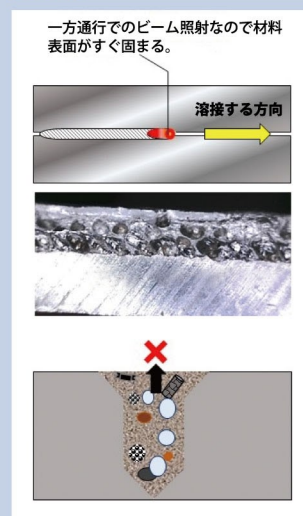 一方通行でのビーム照射なので材料
表面がすぐ固まる。
溶接する方向